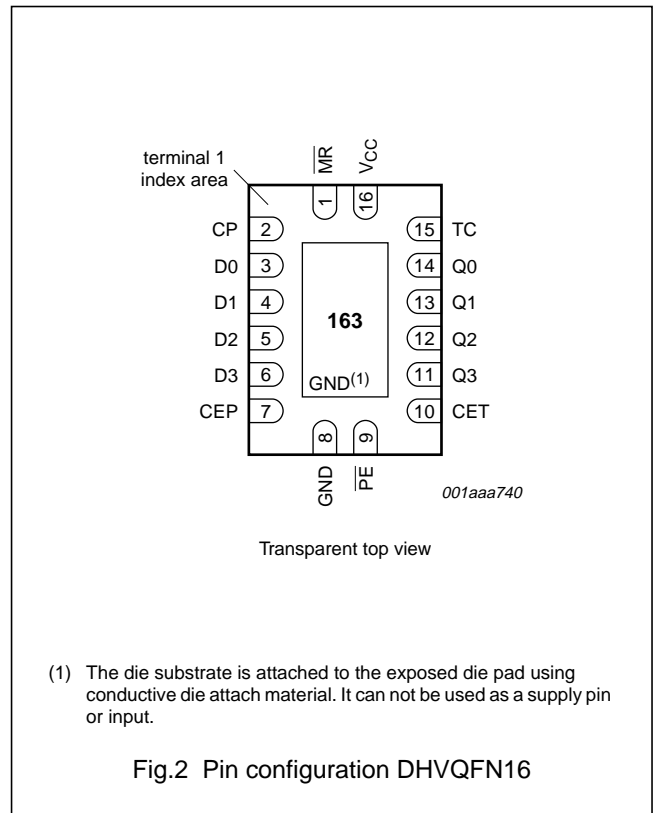 terminal 1
index area
MR
VCC
1
16
CP 2
15 TC
D0 3
14 Q0
D1 4
13 Q1
163
D2 5
12 Q2
D3 6
11 Q3
GND(1)
CEP 7
10 CET
8
9
GND
PE
001aaa740
Transparent top view
(1) The die substrate is attached to the exposed die pad using
conductive die attach material. It can not be used as a supply pin
or input.
Fig.2 Pin configuration DHVQFN16